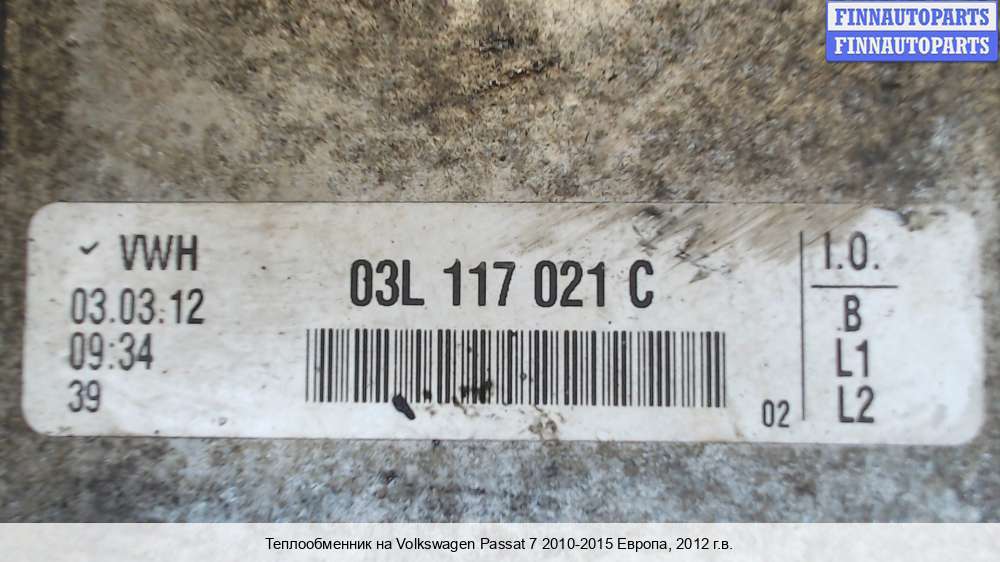 FINNAUTOPARTS
FINNAUTOPARTS
VWH
03.03.12
09:34
39
03L 117 021 C
02
I.O.
B
L1
L2
Теплообменник на Volkswagen Passat 7 2010-2015 Европа, 2012 г.в.